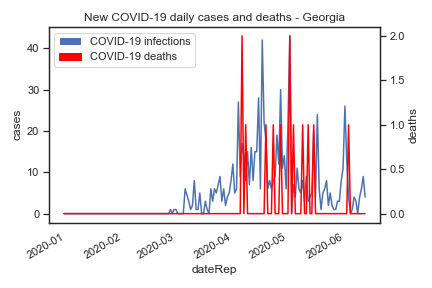 New COVID-19 daily cases and deaths - Georgia
COVID-19 infections
COVID-19 deaths
40
30
20
10
0
cases
2.0
1.5
1.0
0.5
0.0
deaths
2020-01
2020-02
2020-03
2020-04
2020-05
2020-06
dateRep